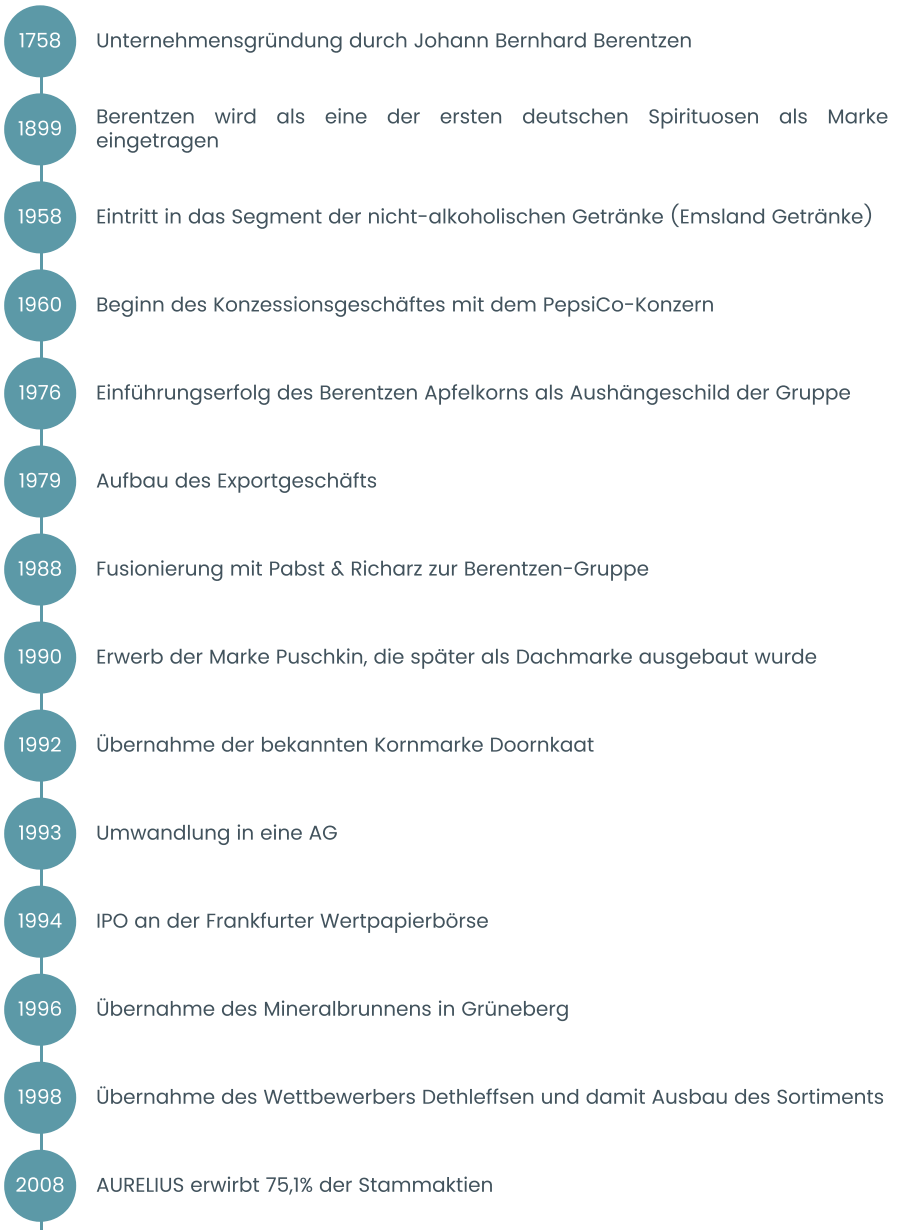 1758 Unternehmensgründung durch Johann Bernhard Berentzen
1899 Berentzen wird als eine der ersten deutschen Spirituosen als Marke
eingetragen
1958 Eintritt in das Segment der nicht-alkoholischen Getränke (Emsland Getränke)
1960 Beginn des Konzessionsgeschäftes mit dem PepsiCo-Konzern
1976 Einführungserfolg des Berentzen Apfelkorns als Aushängeschild der Gruppe
1979 Aufbau des Exportgeschäfts
1988 Fusionierung mit Pabst & Richarz zur Berentzen-Gruppe
1990 Erwerb der Marke Puschkin, die später als Dachmarke ausgebaut wurde
1992 Übernahme der bekannten Kornmarke Doornkaat
1993 Umwandlung in eine AG
1994 IPO an der Frankfurter Wertpapierbörse
1996 Übernahme des Mineralbrunnens in Grüneberg
1998 Übernahme des Wettbewerbers Dethleffsen und damit Ausbau des Sortiments
2008 AURELIUS erwirbt 75,1% der Stammaktien